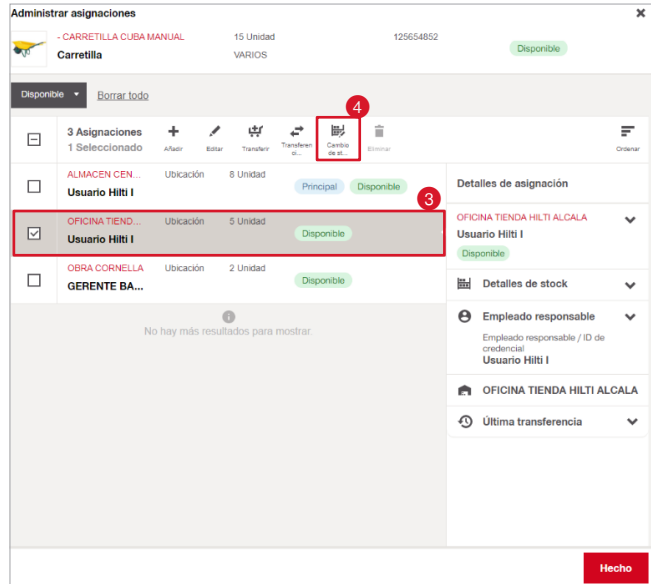 Administrar asignaciones
- CARRETILLA CUBA MANUAL 15 Unidad 125654852
Carretilla VARIOS Disponible
Disponible Borrar todo
4
3 Asignaciones
1 Seleccionado
Añadir Editar Transferir Transferen ci... Cambio de st... Eliminar Ordenar
ALMACEN CEN... Ubicación 8 Unidad
Usuario Hilti I Principal Disponible
3
OFICINA TIEND... Ubicación 5 Unidad
Usuario Hilti I Disponible
OBRA CORNELLA Ubicación 2 Unidad
GERENTE BA... Disponible
No hay más resultados para mostrar.
Detalles de asignación
OFICINA TIENDA HILTI ALCALA
Usuario Hilti I
Disponible
Detalles de stock
Empleado responsable
Empleado responsable / ID de
credencial
Usuario Hilti I
OFICINA TIENDA HILTI ALCALA
Última transferencia
Hecho